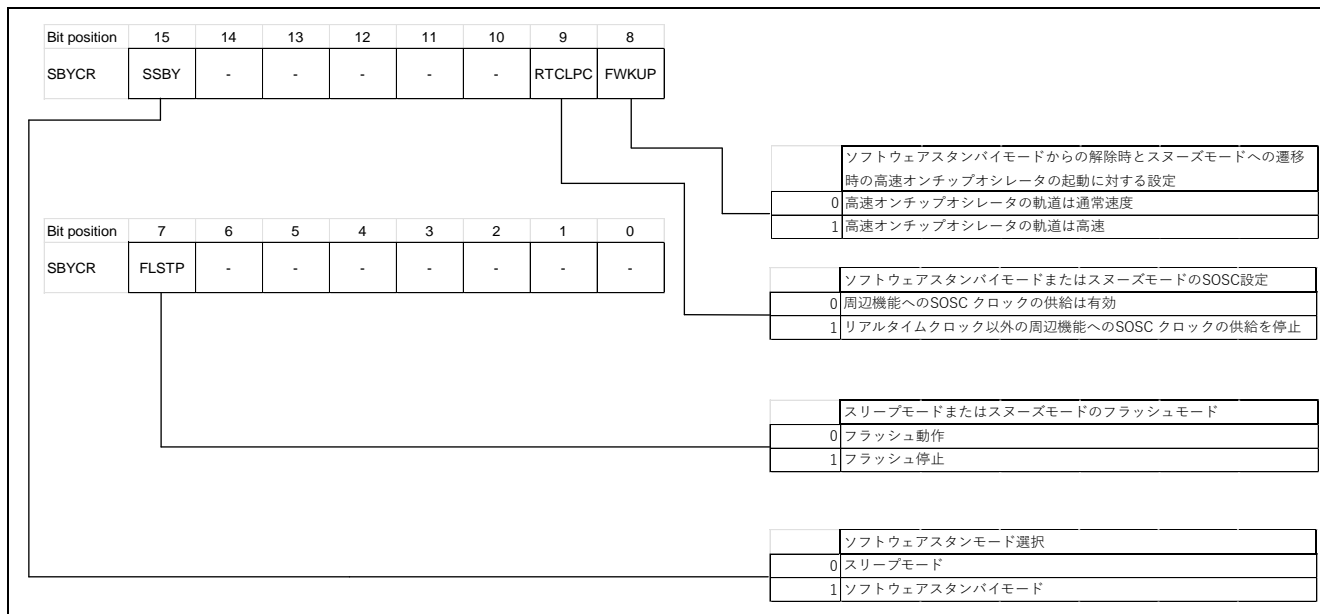 Bit position 15 14 13 12 11 10 9 8
SBYCR SSBY - - - - - RTCLPC FWKUP
ソフトウェアスタンバイモードからの解除時とスヌーズモードへの遷移
時の高速オンチップオシレータの起動に対する設定
0 高速オンチップオシレータの軌道は通常速度
1 高速オンチップオシレータの軌道は高速
Bit position 7 6 5 4 3 2 1 0
SBYCR FLSTP - - - - - - -
ソフトウェアスタンバイモードまたはスヌーズモードのSOSC設定
0 周辺機能へのSOSC クロックの供給は有効
1 リアルタイムクロック以外の周辺機能へのSOSC クロックの供給を停止
スリープモードまたはスヌーズモードのフラッシュモード
0 フラッシュ動作
1 フラッシュ停止
ソフトウェアスタンモード選択
0 スリープモード
1 ソフトウェアスタンバイモード